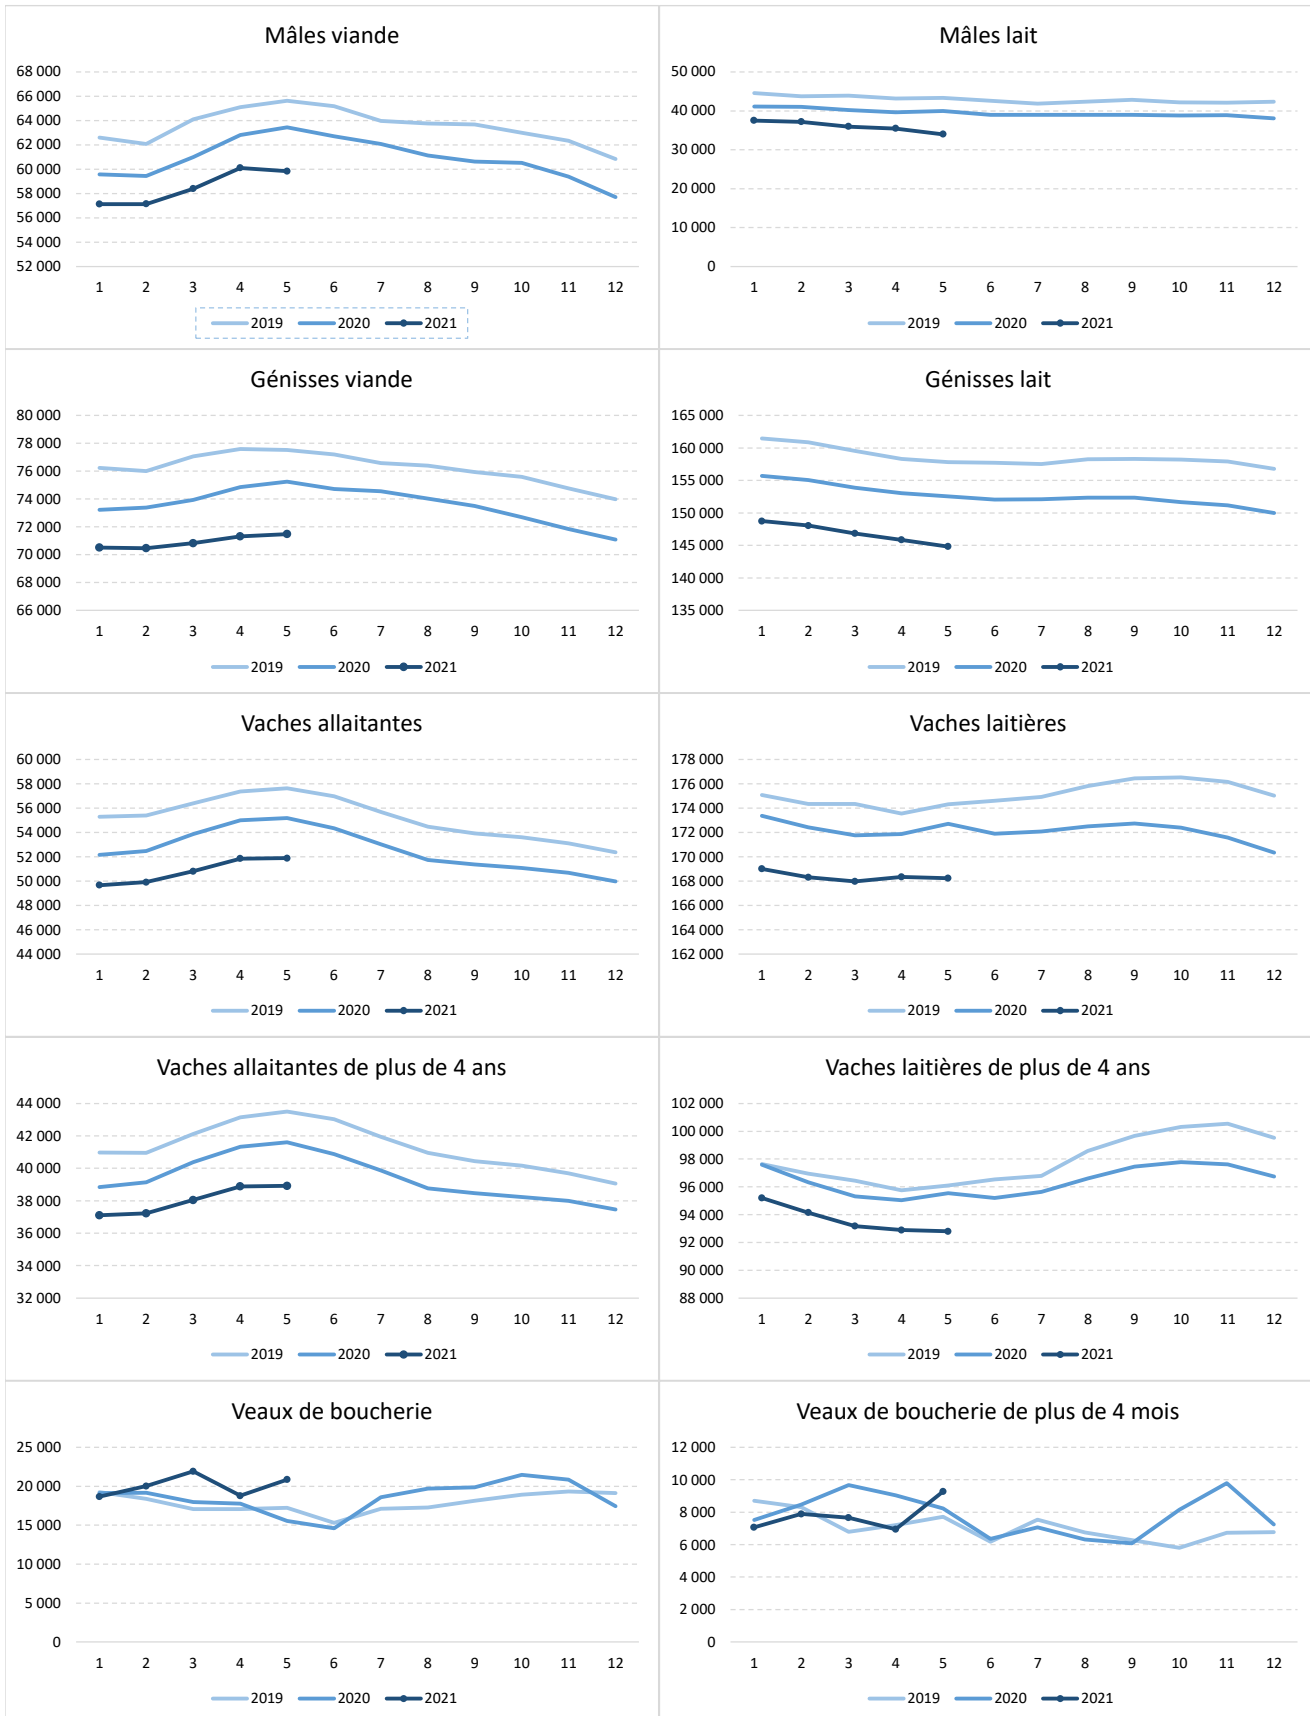 Mâles viande
68 000
66 000
64 000
62 000
60 000
58 000
56 000
54 000
52 000
1 2 3 4 5 6 7 8 9 10 11 12
2019 2020 2021
Mâles lait
50 000
40 000
30 000
20 000
10 000
0
1 2 3 4 5 6 7 8 9 10 11 12
2019 2020 2021
Génisses viande
80 000
78 000
76 000
74 000
72 000
70 000
68 000
66 000
1 2 3 4 5 6 7 8 9 10 11 12
2019 2020 2021
Génisses lait
165 000
160 000
155 000
150 000
145 000
140 000
135 000
1 2 3 4 5 6 7 8 9 10 11 12
2019 2020 2021
Vaches allaitantes
60 000
58 000
56 000
54 000
52 000
50 000
48 000
46 000
44 000
1 2 3 4 5 6 7 8 9 10 11 12
2019 2020 2021
Vaches laitières
178 000
176 000
174 000
172 000
170 000
168 000
166 000
164 000
162 000
1 2 3 4 5 6 7 8 9 10 11 12
2019 2020 2021
Vaches allaitantes de plus de 4 ans
44 000
42 000
40 000
38 000
36 000
34 000
32 000
1 2 3 4 5 6 7 8 9 10 11 12
2019 2020 2021
Vaches laitières de plus de 4 ans
102 000
100 000
98 000
96 000
94 000
92 000
90 000
88 000
1 2 3 4 5 6 7 8 9 10 11 12
2019 2020 2021
Veaux de boucherie
25 000
20 000
15 000
10 000
5 000
0
1 2 3 4 5 6 7 8 9 10 11 12
2019 2020 2021
Veaux de boucherie de plus de 4 mois
12 000
10 000
8 000
6 000
4 000
2 000
0
1 2 3 4 5 6 7 8 9 10 11 12
2019 2020 2021